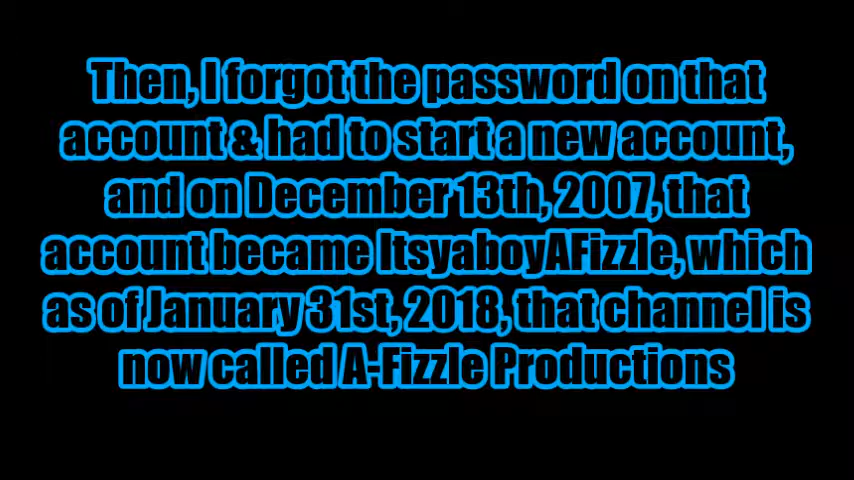 Then, I forgot the password on that
account & had to start a new account,
and on December 13th, 2007, that
account became ItsyaboyAFizzle, which
as of January 31st, 2018, that channel is
now called A-Fizzle Productions